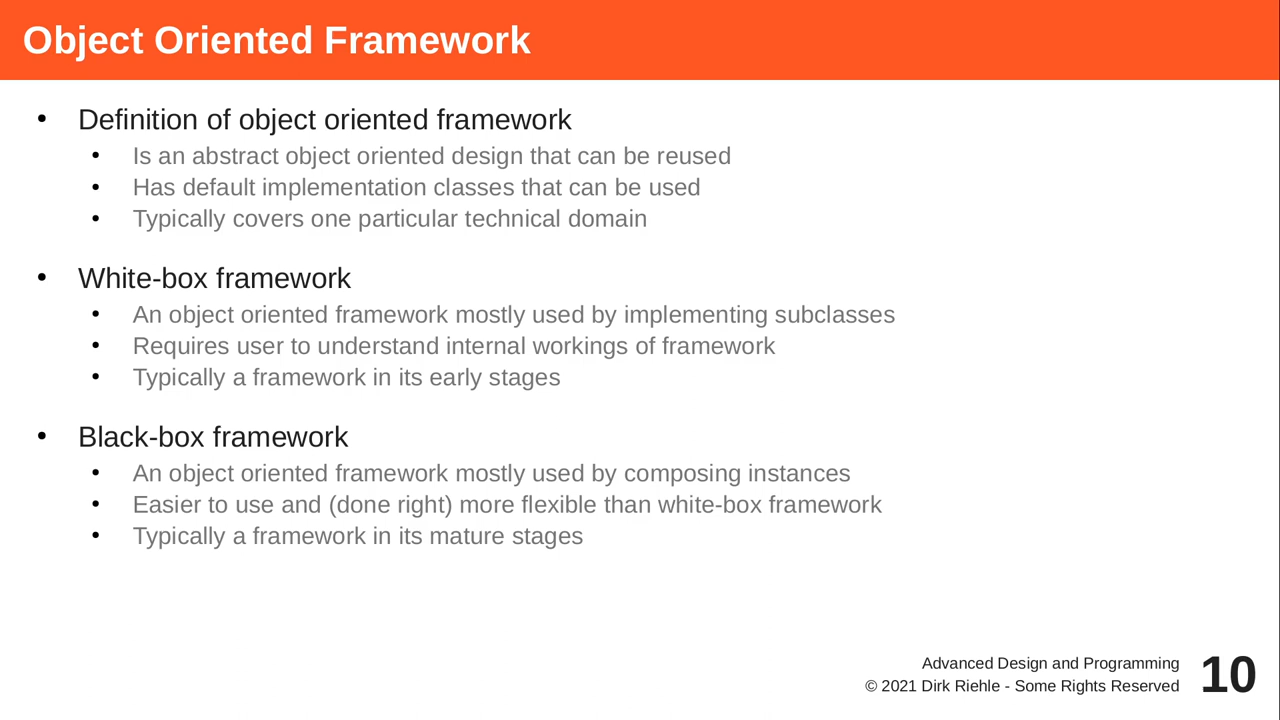 Object Oriented Framework
• Definition of object oriented framework
• Is an abstract object oriented design that can be reused
• Has default implementation classes that can be used
• Typically covers one particular technical domain
• White-box framework
• An object oriented framework mostly used by implementing subclasses
• Requires user to understand internal workings of framework
• Typically a framework in its early stages
• Black-box framework
• An object oriented framework mostly used by composing instances
• Easier to use and (done right) more flexible than white-box framework
• Typically a framework in its mature stages
Advanced Design and Programming
© 2021 Dirk Riehle - Some Rights Reserved
10